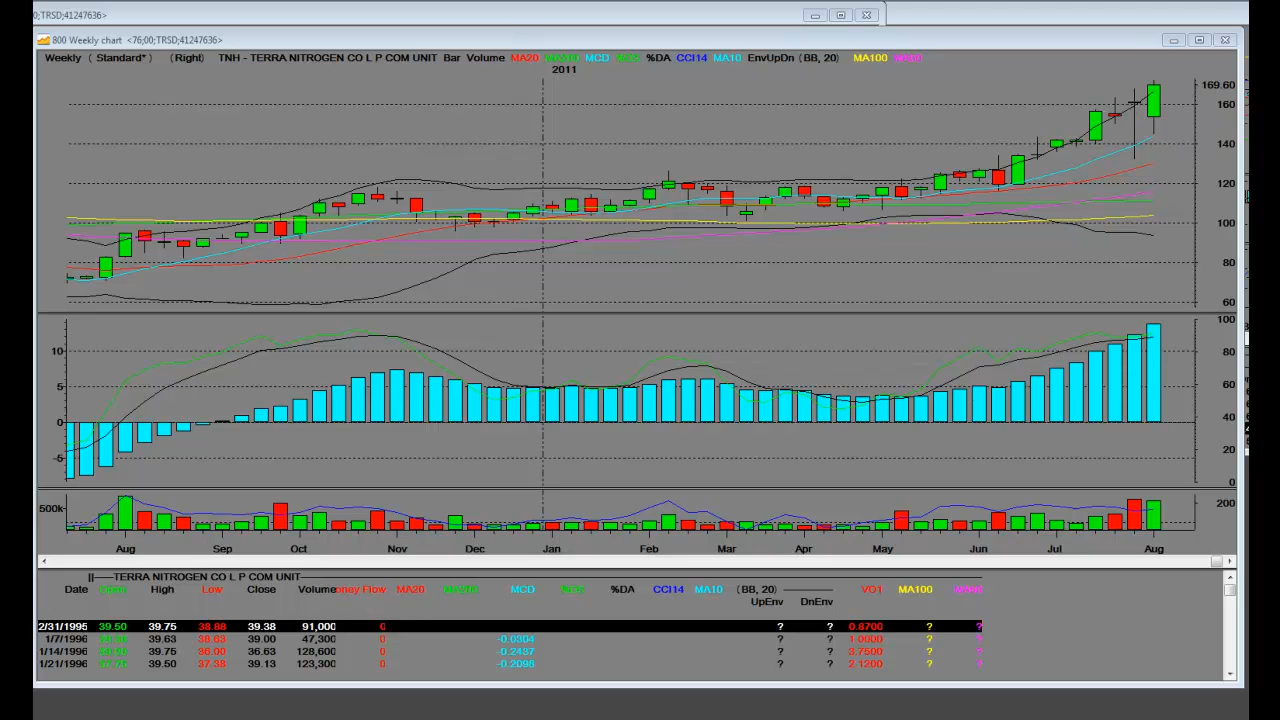 0;TRSD;41247636>
800 Weekly chart <76;00;TRSD;41247636>
Weekly ( Standard* ) (Right) TNH - TERRA NITROGEN CO L P COM UNIT Bar Volume MA20 MCD %DA CCI14 MA10 EnvUpDn (BB, 20) MA100
2011
169.60
160
140
120
100
80
60
100
10 80
5 60
0 40
-5 20
0
500k 200
Aug Sep Oct Nov Dec Jan Feb Mar Apr May Jun Jul Aug
TERRA NITROGEN CO L P COM UNIT
Date High Low Close Volume oney Flow MA20 MCD %DA CCI14 MA10 (BB, 20) VO1 MA100
UpEnv DnEnv
2/31/1995 39.50 39.75 38.88 39.38 91,000 0 ? ? 0.8700 ? ?
1/7/1996 39.63 38.63 39.00 47,300 0 -0.0304 ? ? 1.0000 ? ?
1/14/1996 39.75 36.00 36.63 128,600 0 -0.2437 ? ? 3.7500 ? ?
1/21/1996 39.50 37.38 39.13 123,300 0 -0.2098 ? ? 2.1200 ? ?